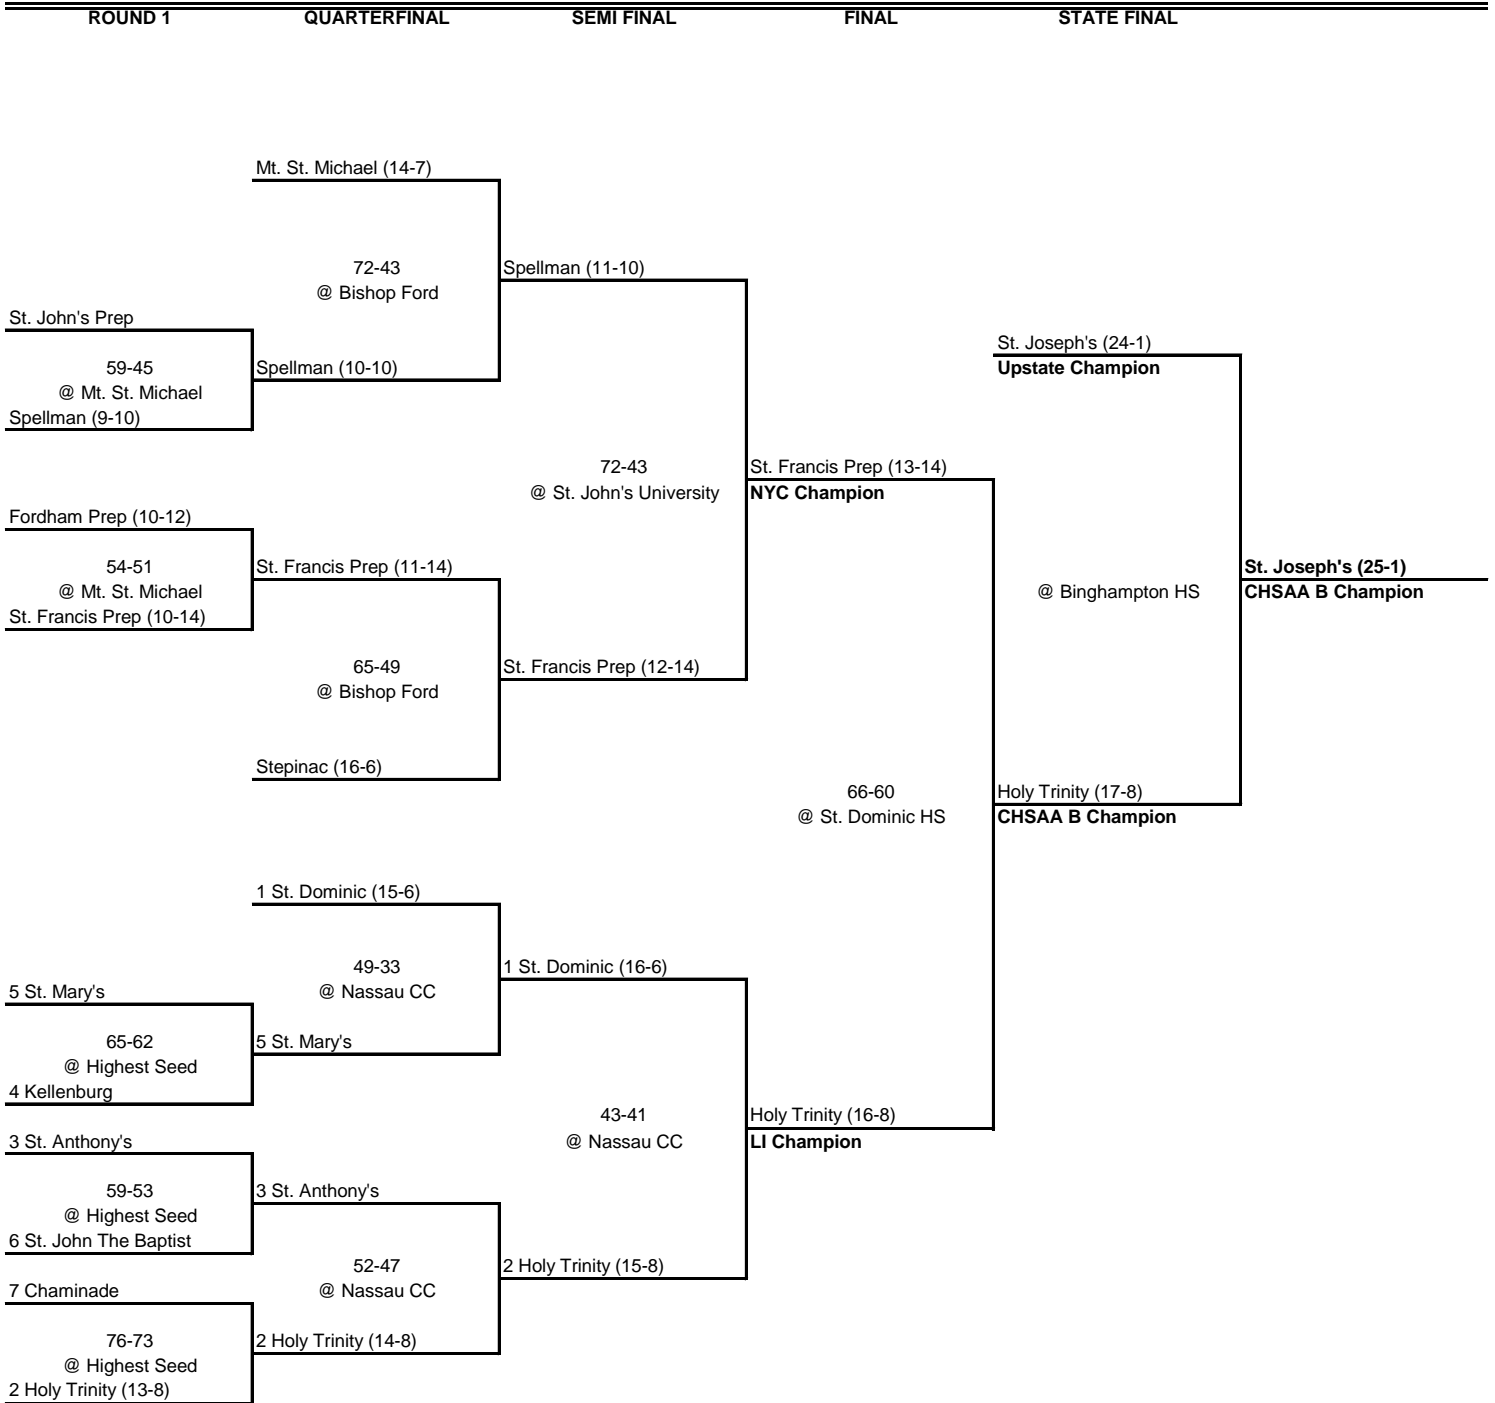 ROUND 1 QUARTERFINAL SEMI FINAL FINAL STATE FINAL
Mt. St. Michael (14-7)
72-43
@ Bishop Ford
Spellman (11-10)
St. John's Prep
59-45
@ Mt. St. Michael
Spellman (9-10)
Spellman (10-10)
St. Joseph's (24-1)
Upstate Champion
72-43
@ St. John's University
St. Francis Prep (13-14)
NYC Champion
Fordham Prep (10-12)
54-51
@ Mt. St. Michael
St. Francis Prep (10-14)
St. Francis Prep (11-14)
@ Binghampton HS
St. Joseph's (25-1)
CHSAA B Champion
65-49
@ Bishop Ford
St. Francis Prep (12-14)
Stepinac (16-6)
66-60
@ St. Dominic HS
Holy Trinity (17-8)
CHSAA B Champion
1 St. Dominic (15-6)
49-33
@ Nassau CC
1 St. Dominic (16-6)
5 St. Mary's
65-62
@ Highest Seed
4 Kellenburg
5 St. Mary's
43-41
@ Nassau CC
Holy Trinity (16-8)
LI Champion
3 St. Anthony's
59-53
@ Highest Seed
6 St. John The Baptist
3 St. Anthony's
52-47
@ Nassau CC
2 Holy Trinity (15-8)
7 Chaminade
76-73
@ Highest Seed
2 Holy Trinity (13-8)
2 Holy Trinity (14-8)